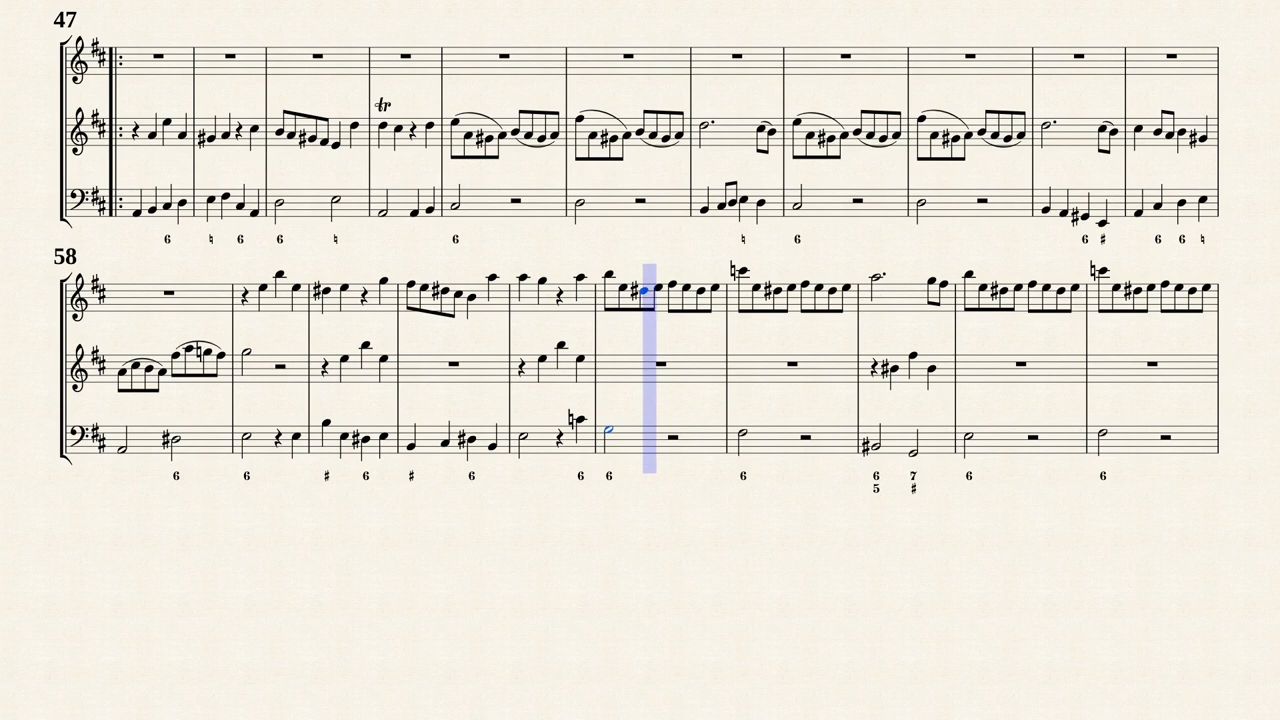 47
tr
6 ♮ 6 6 ♮ 6 ♮ 6 6 ♯ 6 6 ♮
58
6 6 ♯ 6 ♯ 6 6 6 6 6 7 6 6
5 ♯